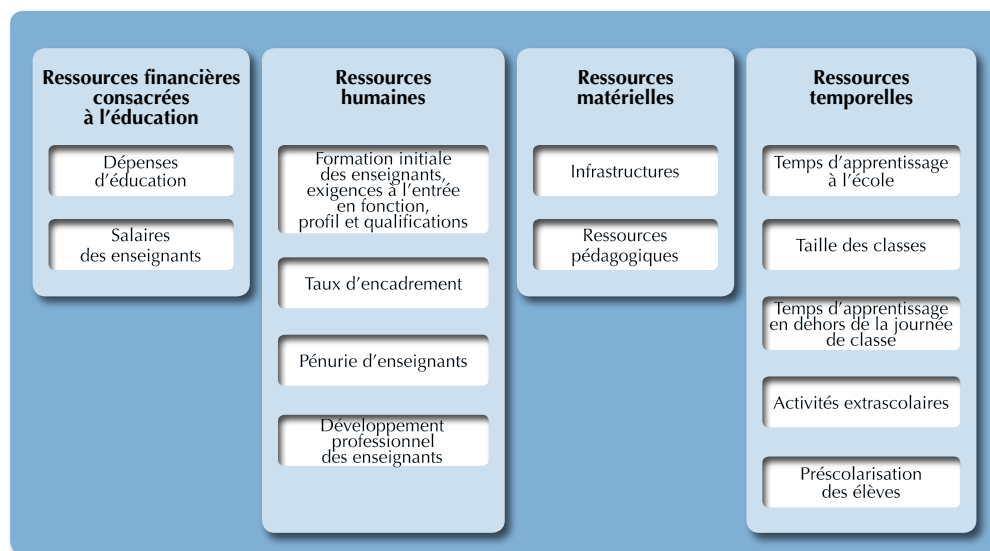 Ressources financières
consacrées
à l’éducation
Dépenses
d’éducation
Salaires
des enseignants
Ressources
humaines
Formation initiale
des enseignants,
exigences à l’entrée
en fonction,
profil et qualifications
Taux d’encadrement
Pénurie d’enseignants
Développement
professionnel
des enseignants
Ressources
matérielles
Infrastructures
Ressources
pédagogiques
Ressources
temporelles
Temps d’apprentissage
à l’école
Taille des classes
Temps d’apprentissage
en dehors de la journée
de classe
Activités extrascolaires
Préscolarisation
des élèves